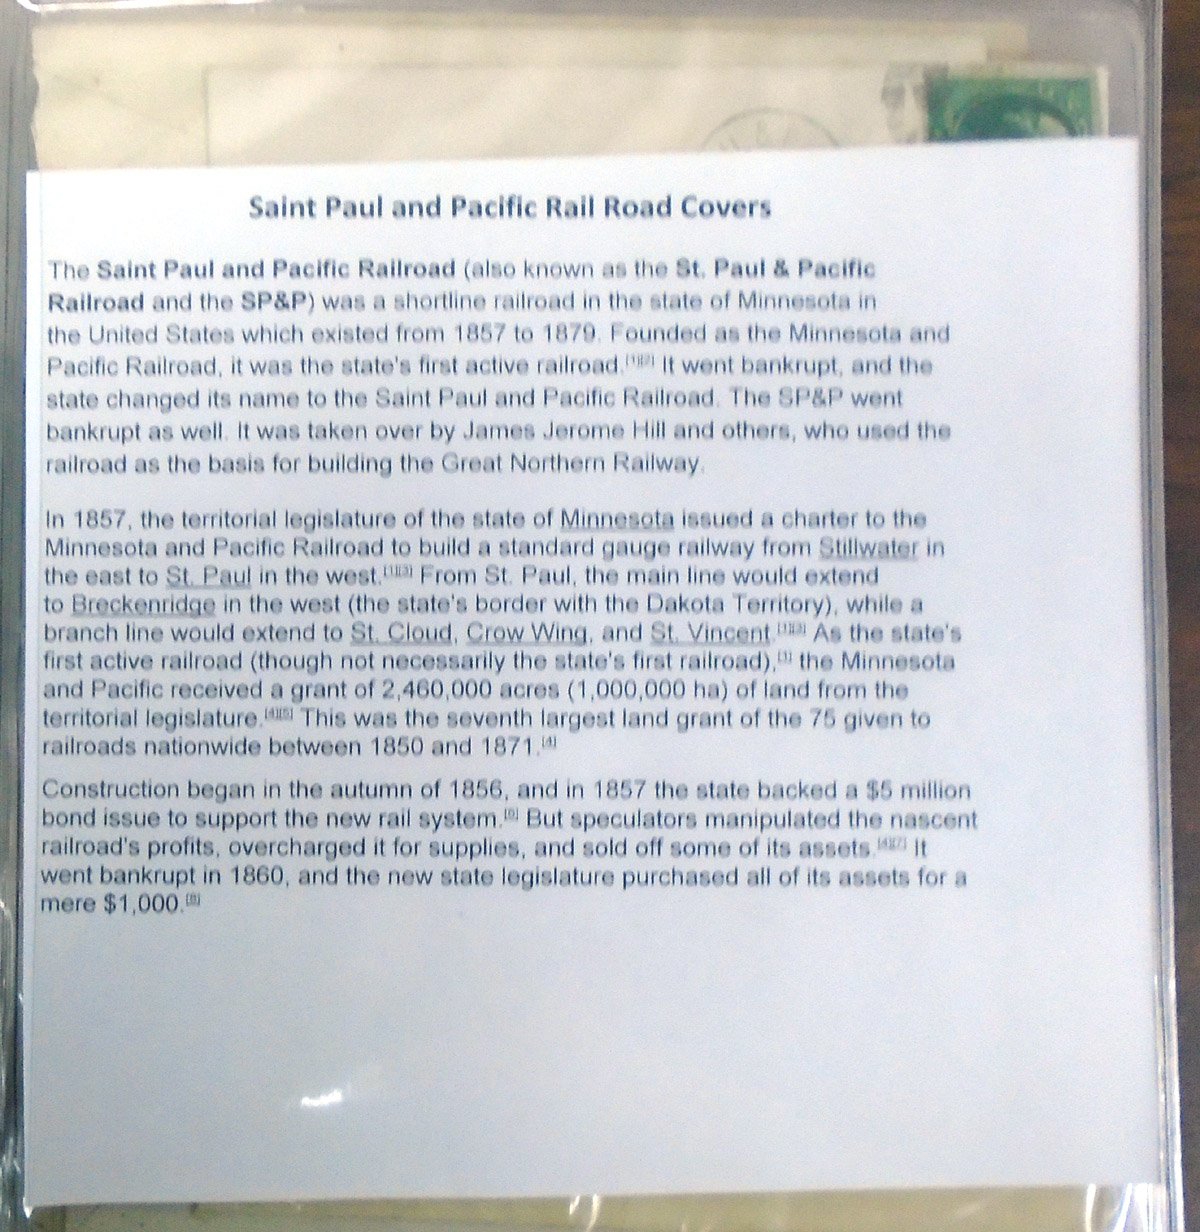 Saint Paul and Pacific Rail Road Covers
The Saint Paul and Pacific Railroad (also known as the St. Paul & Pacific
Railroad and the SP&P) was a shortline railroad in the state of Minnesota in
the United States which existed from 1857 to 1879. Founded as the Minnesota and
Pacific Railroad, it was the state's first active railroad.[1][2] It went bankrupt, and the
state changed its name to the Saint Paul and Pacific Railroad. The SP&P went
bankrupt as well. It was taken over by James Jerome Hill and others, who used the
railroad as the basis for building the Great Northern Railway.
In 1857, the territorial legislature of the state of Minnesota issued a charter to the
Minnesota and Pacific Railroad to build a standard gauge railway from Stillwater in
the east to St. Paul in the west.[1][3] From St. Paul, the main line would extend
to Breckenridge in the west (the state's border with the Dakota Territory), while a
branch line would extend to St. Cloud, Crow Wing, and St. Vincent.[1][3] As the state's
first active railroad (though not necessarily the state's first railroad),[1] the Minnesota
and Pacific received a grant of 2,460,000 acres (1,000,000 ha) of land from the
territorial legislature.[4][5] This was the seventh largest land grant of the 75 given to
railroads nationwide between 1850 and 1871.[4]
Construction began in the autumn of 1856, and in 1857 the state backed a $5 million
bond issue to support the new rail system.[6] But speculators manipulated the nascent
railroad's profits, overcharged it for supplies, and sold off some of its assets.[4][7] It
went bankrupt in 1860, and the new state legislature purchased all of its assets for a
mere $1,000.[8]